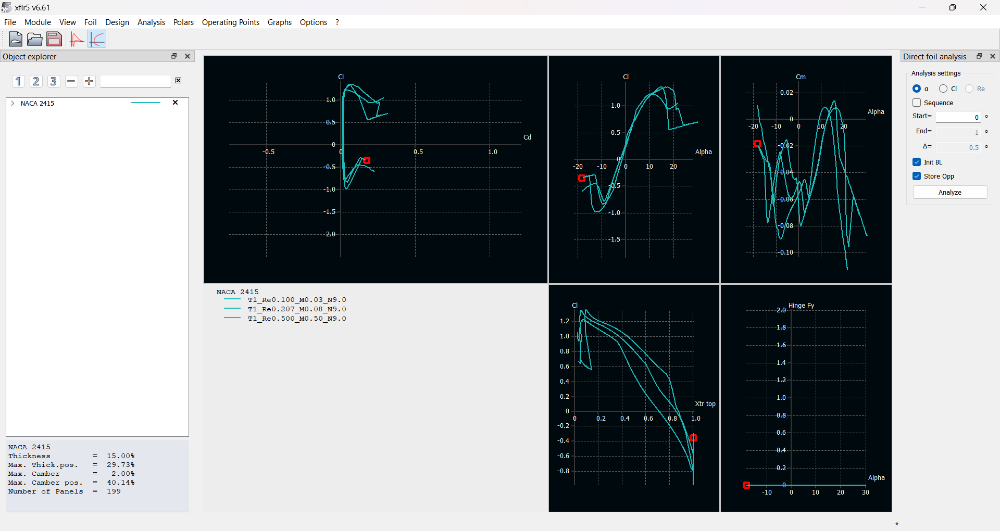 xflr5 v6.61
File Module View Foil Design Analysis Polars Operating Points Graphs Options ?
Object explorer
1 2 3
NACA 2415
NACA 2415
Thickness = 15.00%
Max. Thick.pos. = 29.73%
Max. Camber = 2.00%
Max. Camber pos. = 40.14%
Number of Panels = 199
Cl
1.0
0.5
0
-0.5
-1.0
-1.5
-2.0
-0.5 0 0.5 1.0
Cd
Cl
1.0
0.5
0
-0.5
-1.0
-1.5
-20 -10 0 10 20
Alpha
Cm
0.02
0
-0.02
-0.04
-0.06
-0.08
-0.10
-20 -10 0 10 20
Alpha
NACA 2415
T1_Re0.100_M0.03_N9.0
T1_Re0.207_M0.08_N9.0
T1_Re0.500_M0.50_N9.0
Cl
1.2
1.0
0.8
0.6
0.4
0.2
0
-0.2
-0.4
-0.6
-0.8
0 0.2 0.4 0.6 0.8 1.0
Xtr top
Hinge Fy
2.0
1.8
1.6
1.4
1.2
1.0
0.8
0.6
0.4
0.2
0
-10 0 10 20 30
Alpha
Direct foil analysis
Analysis settings
α Cl Re
Sequence
Start= 0 °
End= 1 °
Δ= 0.5 °
Init BL
Store Opp
Analyze
*